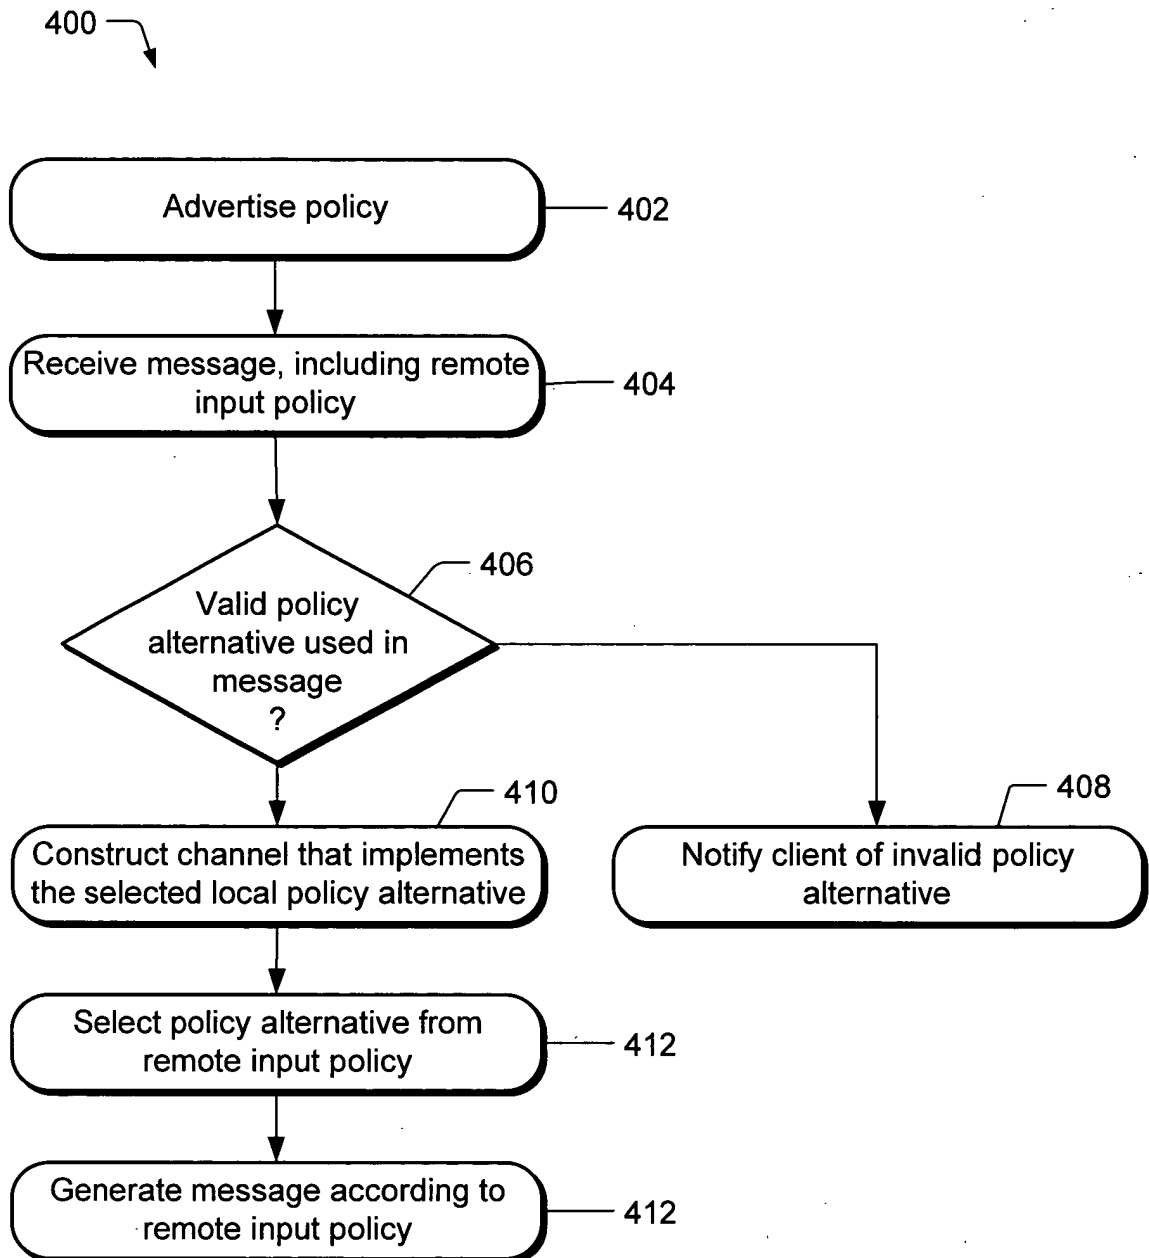 400
Advertise policy
402
Receive message, including remote
input policy
404
406
Valid policy
alternative used in
message
?
410
408
Construct channel that implements
the selected local policy alternative
Notify client of invalid policy
alternative
Select policy alternative from
remote input policy
412
Generate message according to
remote input policy
412